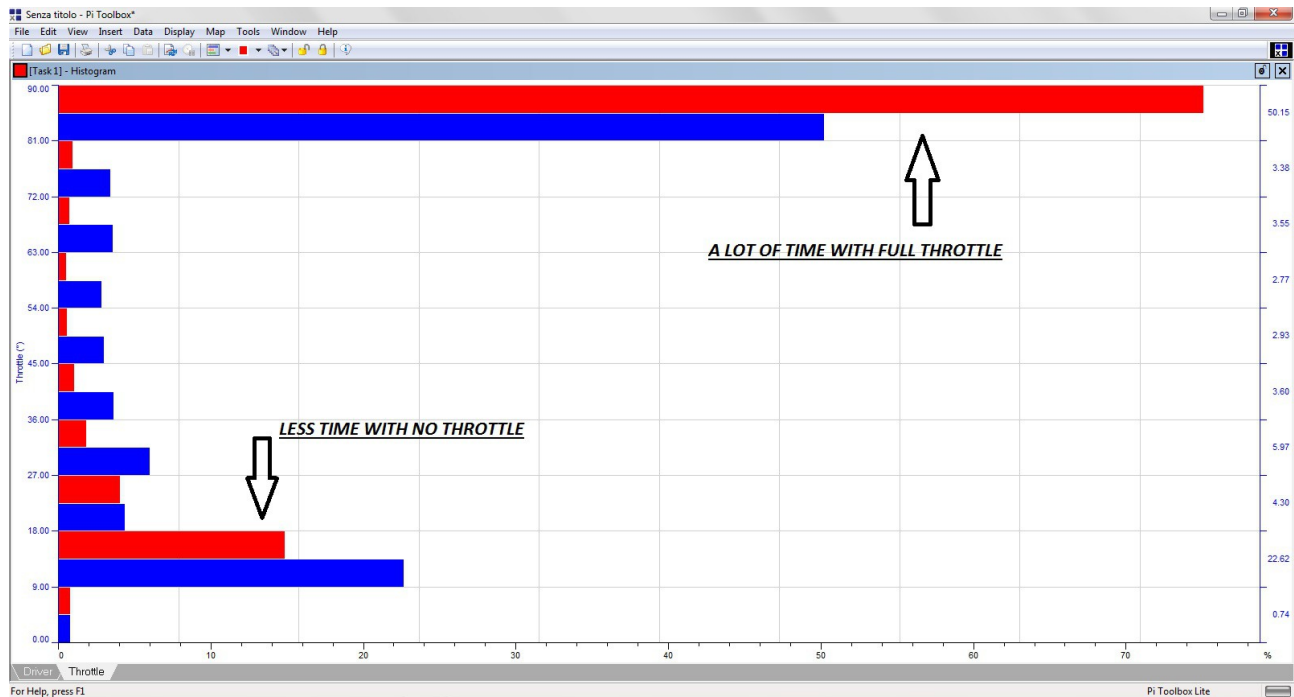 Senza titolo - Pi Toolbox*
File Edit View Insert Data Display Map Tools Window Help
[Task 1] - Histogram
90.00
50.15
81.00
3.38
72.00
3.55
63.00
A LOT OF TIME WITH FULL THROTTLE
2.77
54.00
2.93
45.00
Throttle (°)
3.60
36.00
LESS TIME WITH NO THROTTLE
5.97
27.00
4.30
18.00
22.62
9.00
0.74
0.00
0 10 20 30 40 50 60 70 %
Driver Throttle
For Help, press F1 Pi Toolbox Lite